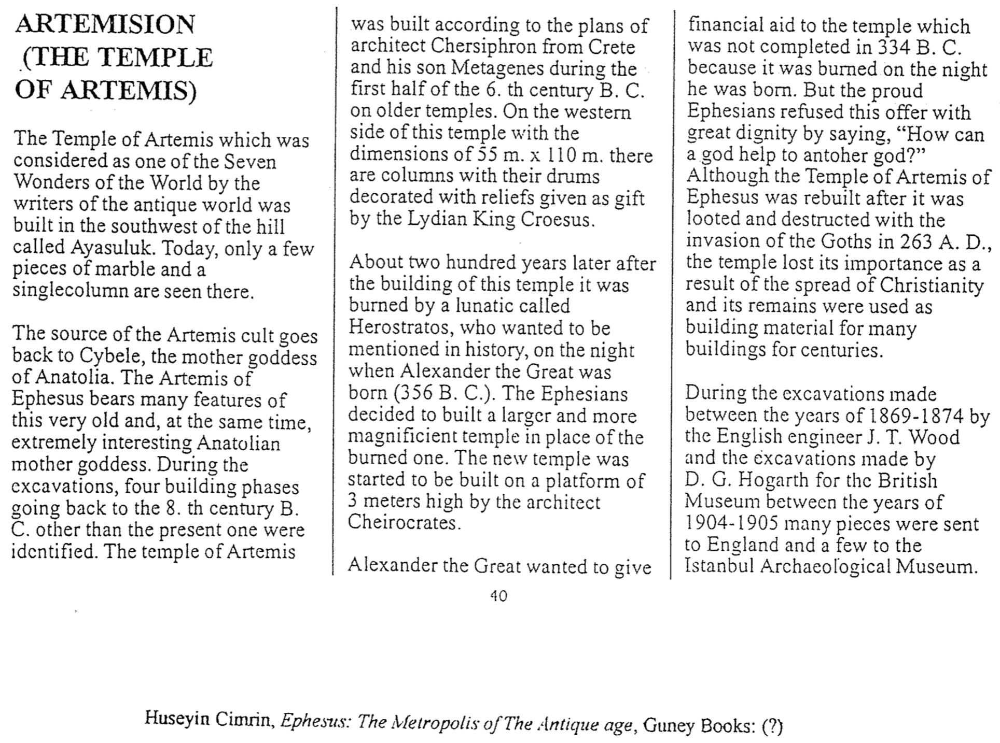 ARTEMISION
(THE TEMPLE
OF ARTEMIS)
The Temple of Artemis which was
considered as one of the Seven
Wonders of the World by the
writers of the antique world was
built in the southwest of the hill
called Ayasuluk. Today, only a few
pieces of marble and a
singlecolumn are seen there.
The source of the Artemis cult goes
back to Cybele, the mother goddess
of Anatolia. The Artemis of
Ephesus bears many features of
this very old and, at the same time,
extremely interesting Anatolian
mother goddess. During the
excavations, four building phases
going back to the 8. th century B.
C. other than the present one were
identified. The temple of Artemis
was built according to the plans of
architect Chersiphron from Crete
and his son Metagenes during the
first half of the 6. th century B. C.
on older temples. On the western
side of this temple with the
dimensions of 55 m. x 110 m. there
are columns with their drums
decorated with reliefs given as gift
by the Lydian King Croesus.
About two hundred years later after
the building of this temple it was
burned by a lunatic called
Herostratos, who wanted to be
mentioned in history, on the night
when Alexander the Great was
born (356 B. C.). The Ephesians
decided to built a larger and more
magnificient temple in place of the
burned one. The new temple was
started to be built on a platform of
3 meters high by the architect
Cheirocrates.
Alexander the Great wanted to give
financial aid to the temple which
was not completed in 334 B. C.
because it was burned on the night
he was born. But the proud
Ephesians refused this offer with
great dignity by saying, “How can
a god help to antoher god?”
Although the Temple of Artemis of
Ephesus was rebuilt after it was
looted and destructed with the
invasion of the Goths in 263 A. D.,
the temple lost its importance as a
result of the spread of Christianity
and its remains were used as
building material for many
buildings for centuries.
During the excavations made
between the years of 1869-1874 by
the English engineer J. T. Wood
and the excavations made by
D. G. Hogarth for the British
Museum between the years of
1904-1905 many pieces were sent
to England and a few to the
Istanbul Archaeological Museum.
40
Huseyin Cimrin, Ephesus: The Metropolis of The Antique age, Guney Books: (?)